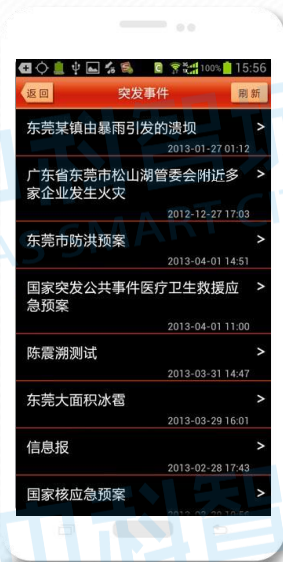 100% 15:56
返回 突发事件 刷新
东莞某镇由暴雨引发的溃坝 >
2013-01-27 01:12
广东省东莞市松山湖管委会附近多 >
家企业发生火灾
2012-12-27 17:03
东莞市防洪预案 >
2013-04-01 14:51
国家突发公共事件医疗卫生救援应 >
急预案
2013-04-01 11:00
陈震溯测试 >
2013-03-31 14:47
东莞大面积冰雹 >
2013-03-29 16:01
信息报 >
2013-02-28 17:43
国家核应急预案 >